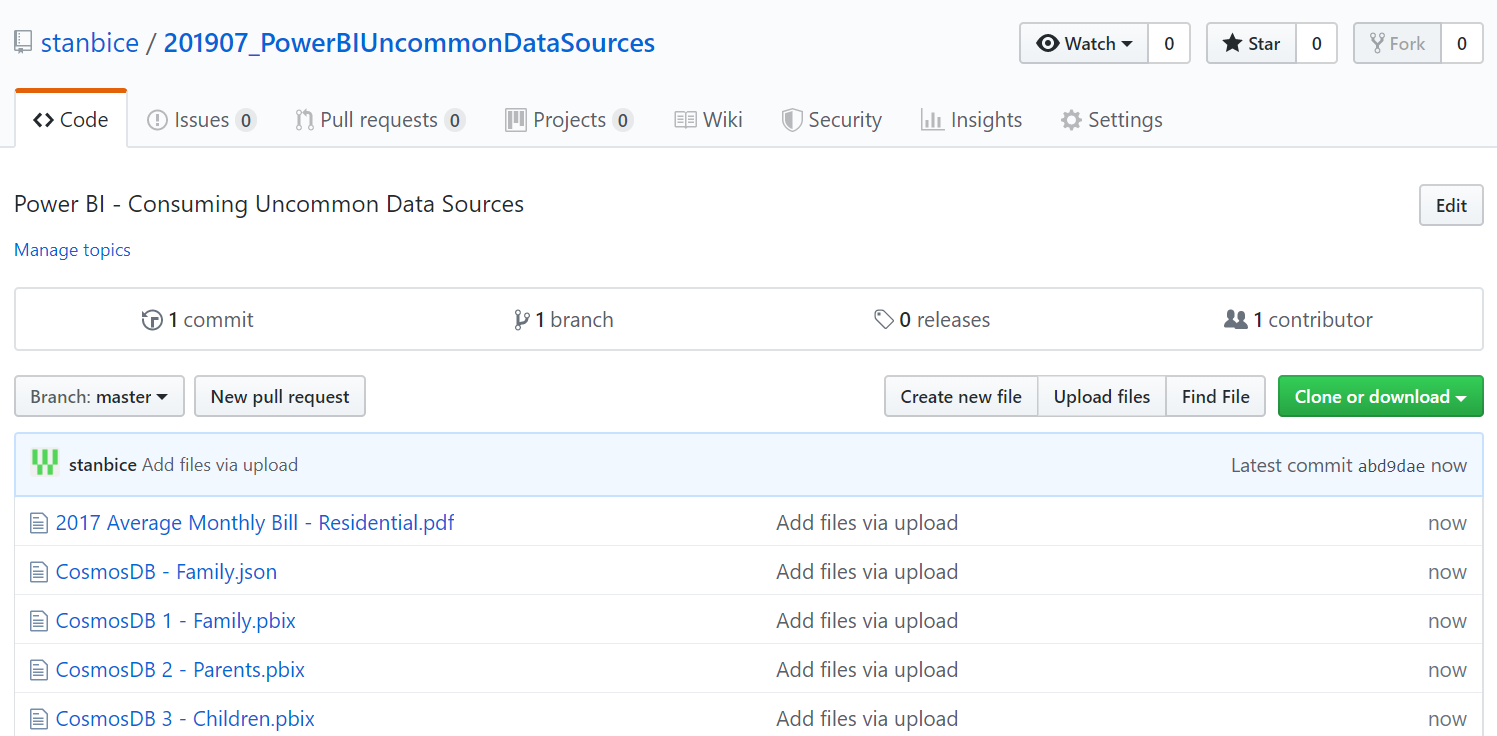 stanbice / 201907_PowerBIUncommonDataSources Watch 0 Star 0 Fork 0
Code Issues 0 Pull requests 0 Projects 0 Wiki Security Insights Settings
Power BI - Consuming Uncommon Data Sources Edit
Manage topics
1 commit 1 branch 0 releases 1 contributor
Branch: master New pull request Create new file Upload files Find File Clone or download
stanbice Add files via upload Latest commit abd9dae now
2017 Average Monthly Bill - Residential.pdf Add files via upload now
CosmosDB - Family.json Add files via upload now
CosmosDB 1 - Family.pbix Add files via upload now
CosmosDB 2 - Parents.pbix Add files via upload now
CosmosDB 3 - Children.pbix Add files via upload now